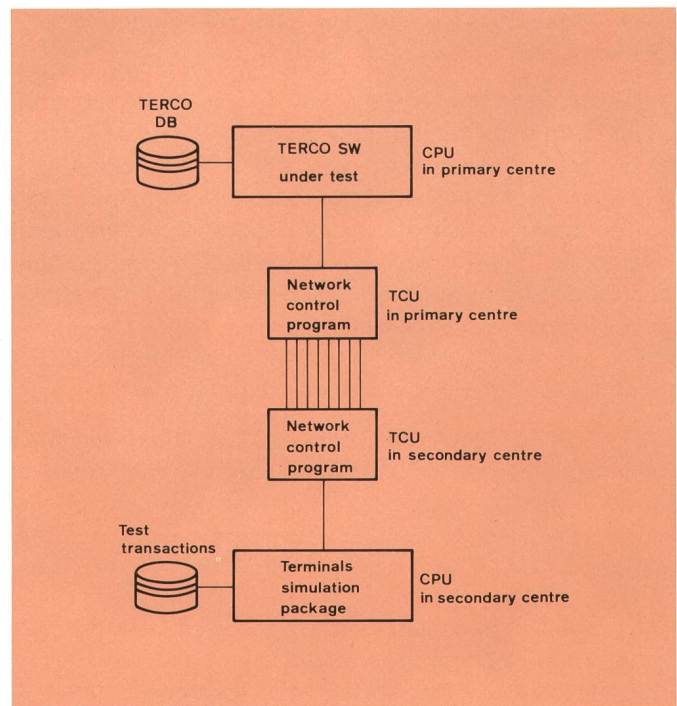 TERCO
DB
TERCO SW
under test
CPU
in primary centre
Network
control
program
TCU
in primary centre
Network
control
program
TCU
in secondary centre
Test
transactions
Terminals
simulation
package
CPU
in secondary centre